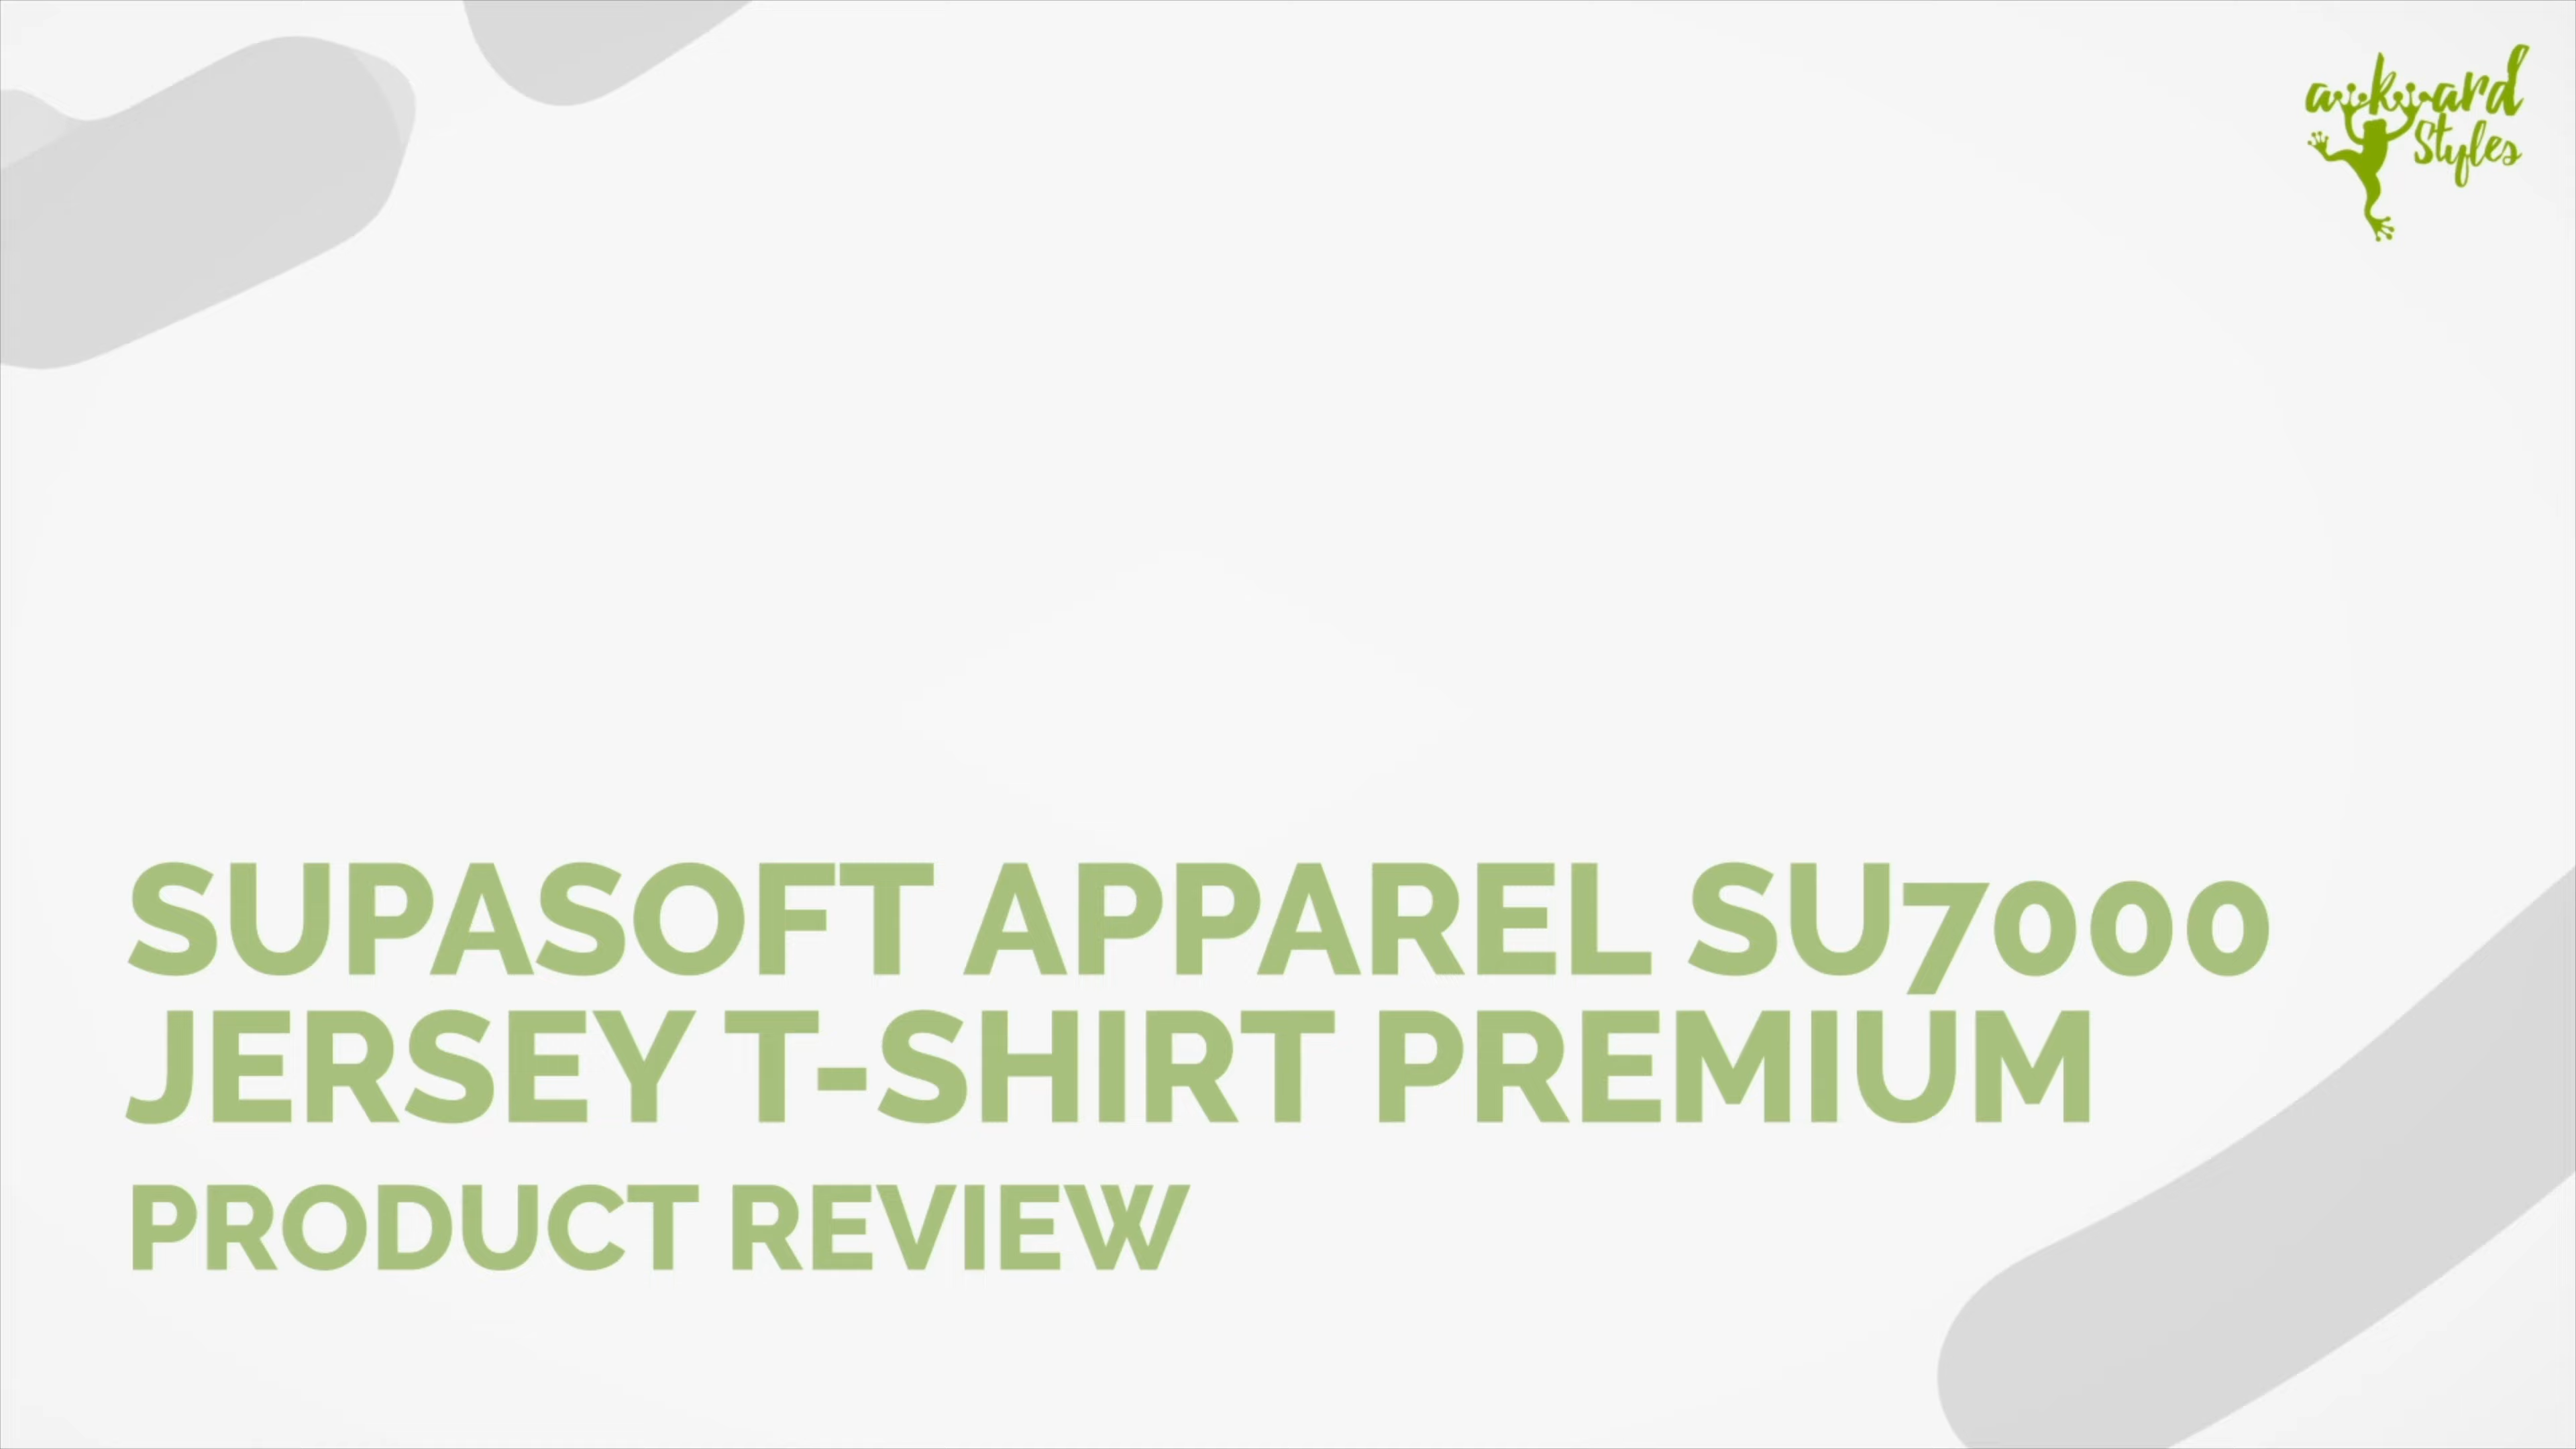 awkward
Styles
SUPASOFT APPAREL SU7000
JERSEY T-SHIRT PREMIUM
PRODUCT REVIEW